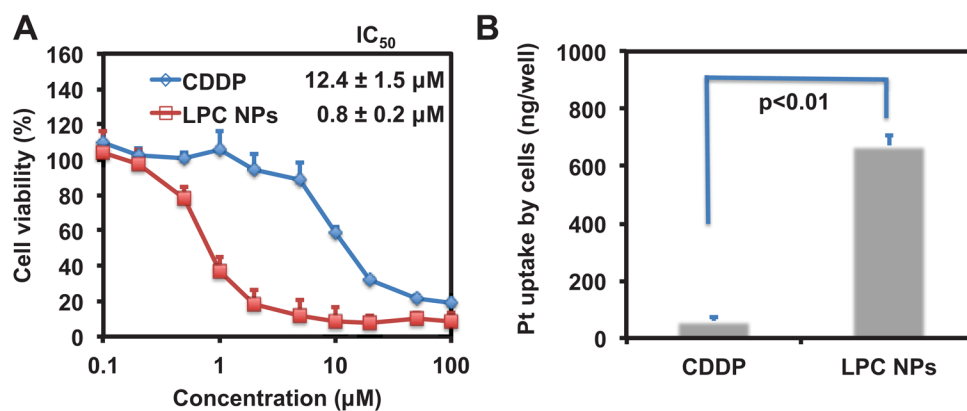 A
IC50
CDDP 12.4 ± 1.5 μM
LPC NPs 0.8 ± 0.2 μM
Cell viability (%)
160
140
120
100
80
60
40
20
0
0.1 1 10 100
Concentration (μM)
B
p<0.01
Pt uptake by cells (ng/well)
1000
800
600
400
200
0
CDDP LPC NPs